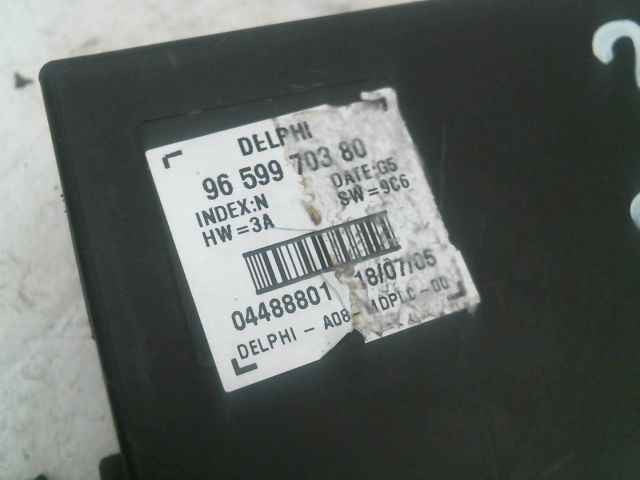 DELPHI
96 599 703 80
INDEX:N DATE:G5
HW=3A SW=9C6
04488801 18/07/05
DELPHI - A08